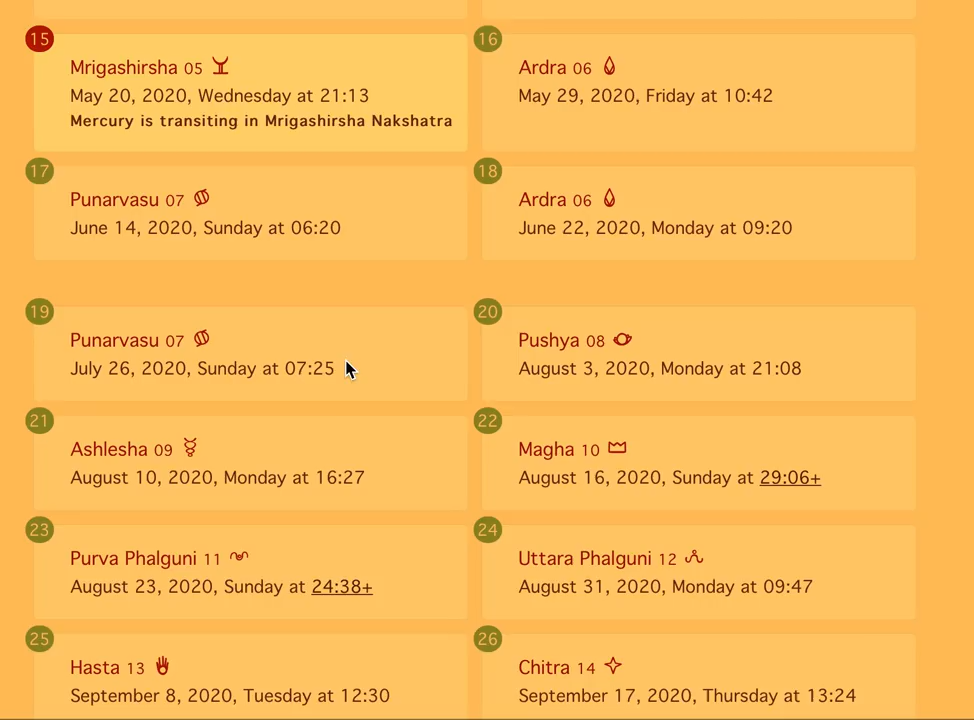 15
Mrigashirsha 05
May 20, 2020, Wednesday at 21:13
Mercury is transiting in Mrigashirsha Nakshatra
16
Ardra 06
May 29, 2020, Friday at 10:42
17
Punarvasu 07
June 14, 2020, Sunday at 06:20
18
Ardra 06
June 22, 2020, Monday at 09:20
19
Punarvasu 07
July 26, 2020, Sunday at 07:25
20
Pushya 08
August 3, 2020, Monday at 21:08
21
Ashlesha 09
August 10, 2020, Monday at 16:27
22
Magha 10
August 16, 2020, Sunday at 29:06+
23
Purva Phalguni 11
August 23, 2020, Sunday at 24:38+
24
Uttara Phalguni 12
August 31, 2020, Monday at 09:47
25
Hasta 13
September 8, 2020, Tuesday at 12:30
26
Chitra 14
September 17, 2020, Thursday at 13:24